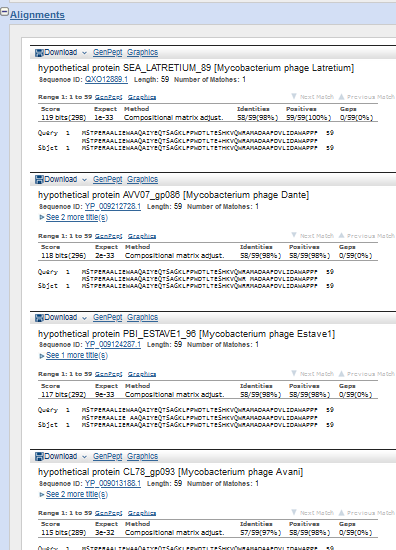 Alignments
Download GenPept Graphics
hypothetical protein SEA_LATRETIUM_89 [Mycobacterium phage Latretium]
Sequence ID: QXO12889.1 Length: 59 Number of Matches: 1
Range 1: 1 to 59 GenPept Graphics Next Match Previous Match
Score Expect Method Identities Positives Gaps
119 bits(298) 1e-33 Compositional matrix adjust. 58/59(98%) 59/59(100%) 0/59(0%)
Query 1 59
Sbjct 1 59
Download GenPept Graphics
hypothetical protein AVV07_gp086 [Mycobacterium phage Dante]
Sequence ID: YP_009212728.1 Length: 59 Number of Matches: 1
See 2 more title(s)
Range 1: 1 to 59 GenPept Graphics Next Match Previous Match
Score Expect Method Identities Positives Gaps
118 bits(296) 2e-33 Compositional matrix adjust. 58/59(98%) 58/59(98%) 0/59(0%)
Query 1 59
Sbjct 1 59
Download GenPept Graphics
hypothetical protein PBI_ESTAVE1_96 [Mycobacterium phage Estave1]
Sequence ID: YP_009124287.1 Length: 59 Number of Matches: 1
See 1 more title(s)
Range 1: 1 to 59 GenPept Graphics Next Match Previous Match
Score Expect Method Identities Positives Gaps
117 bits(292) 9e-33 Compositional matrix adjust. 58/59(98%) 58/59(98%) 0/59(0%)
Query 1 59
Sbjct 1 59
Download GenPept Graphics
hypothetical protein CL78_gp093 [Mycobacterium phage Avani]
Sequence ID: YP_009013188.1 Length: 59 Number of Matches: 1
See 2 more title(s)
Range 1: 1 to 59 GenPept Graphics Next Match Previous Match
Score Expect Method Identities Positives Gaps
115 bits(289) 3e-32 Compositional matrix adjust. 57/59(97%) 58/59(98%) 0/59(0%)
Query 1 59